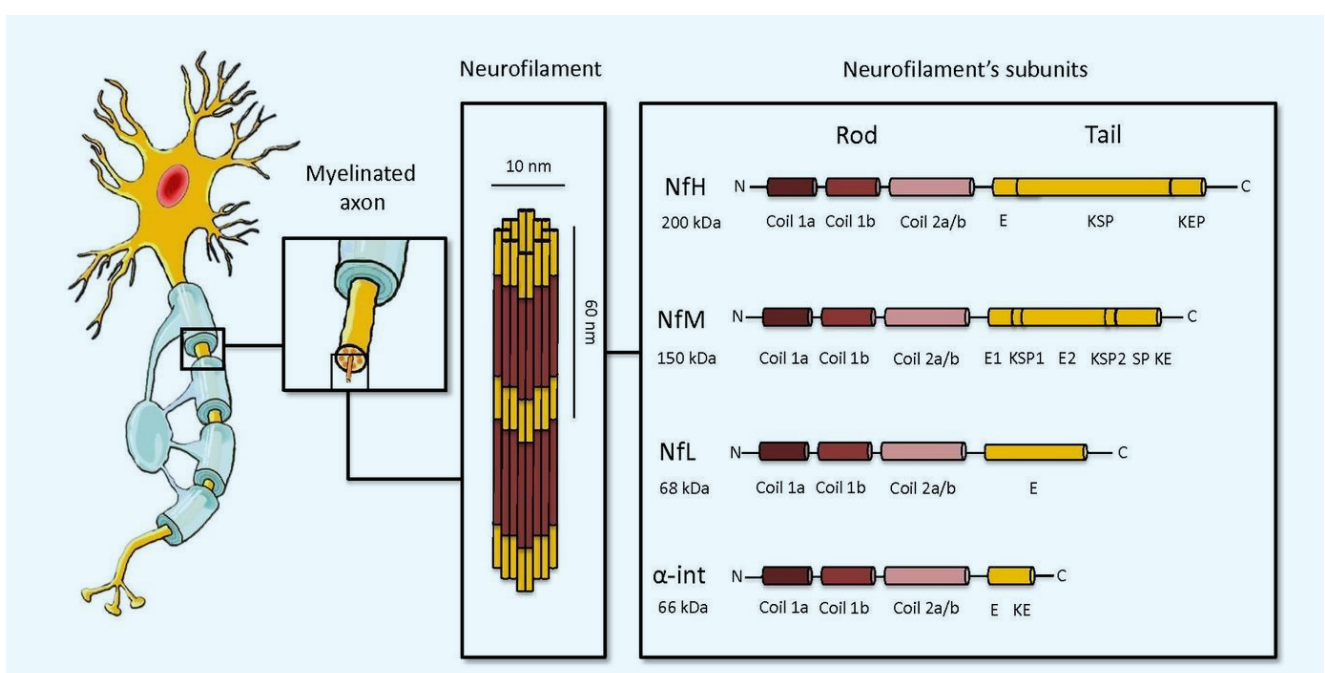 Neurofilament
Neurofilament's subunits
Myelinated
axon
10 nm
60 nm
Rod
Tail
NfH
N
C
200 kDa
Coil 1a
Coil 1b
Coil 2a/b
E
KSP
KEP
NfM
N
C
150 kDa
Coil 1a
Coil 1b
Coil 2a/b
E1
KSP1
E2
KSP2
SP
KE
NfL
N
C
68 kDa
Coil 1a
Coil 1b
Coil 2a/b
E
α-int
N
C
66 kDa
Coil 1a
Coil 1b
Coil 2a/b
E
KE